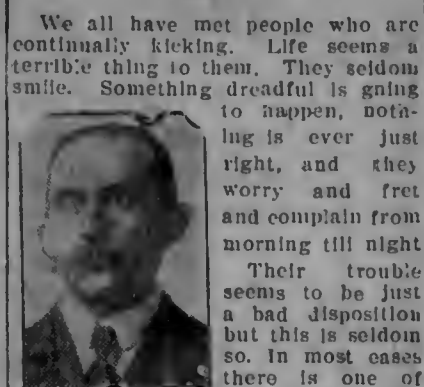 We all have met people who are
continually kicking. Life seems a
terrible thing to them. They seldom
smile. Something dreadful is going
to happen, noth-
ing is ever just
right, and they
worry and fret
and complain from
morning till night
Their trouble
seems to be just
a bad disposition
but this is seldom
so. In most cases
there is one of